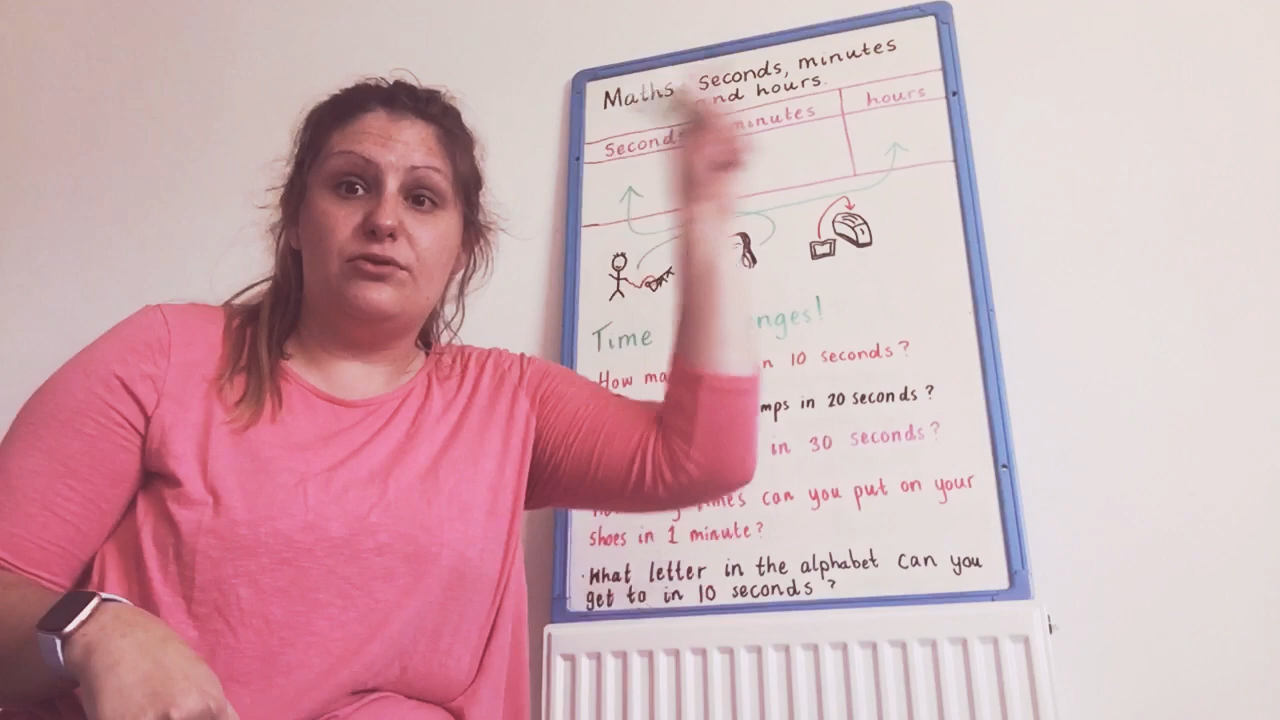 Maths Seconds, minutes
and hours.
Seconds minutes hours
Time
nges!
How ma n 10 seconds?
mps in 20 seconds?
in 30 seconds?
can you put on your
shoes in 1 minute?
What letter in the alphabet can you
get to in 10 seconds?